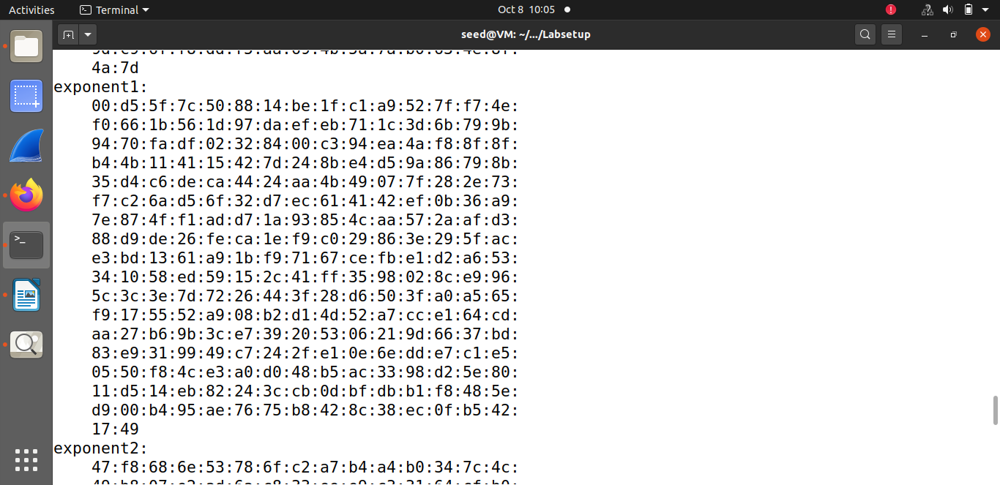 Activities
Terminal
Oct 8 10:05
seed@VM: ~/.../Labsetup
4a:7d
exponent1:
00:d5:5f:7c:50:88:14:be:1f:c1:a9:52:7f:f7:4e:
f0:66:1b:56:1d:97:da:ef:eb:71:1c:3d:6b:79:9b:
94:70:fa:df:02:32:84:00:c3:94:ea:4a:f8:8f:8f:
b4:4b:11:41:15:42:7d:24:8b:e4:d5:9a:86:79:8b:
35:d4:c6:de:ca:44:24:aa:4b:49:07:7f:28:2e:73:
f7:c2:6a:d5:6f:32:d7:ec:61:41:42:ef:0b:36:a9:
7e:87:4f:f1:ad:d7:1a:93:85:4c:aa:57:2a:af:d3:
88:d9:de:26:fe:ca:1e:f9:c0:29:86:3e:29:5f:ac:
e3:bd:13:61:a9:1b:f9:71:67:ce:fb:e1:d2:a6:53:
34:10:58:ed:59:15:2c:41:ff:35:98:02:8c:e9:96:
5c:3c:3e:7d:72:26:44:3f:28:d6:50:3f:a0:a5:65:
f9:17:55:52:a9:08:b2:d1:4d:52:a7:cc:e1:64:cd:
aa:27:b6:9b:3c:e7:39:20:53:06:21:9d:66:37:bd:
83:e9:31:99:49:c7:24:2f:e1:0e:6e:dd:e7:c1:e5:
05:50:f8:4c:e3:a0:d0:48:b5:ac:33:98:d2:5e:80:
11:d5:14:eb:82:24:3c:cb:0d:bf:db:b1:f8:48:5e:
d9:00:b4:95:ae:76:75:b8:42:8c:38:ec:0f:b5:42:
17:49
exponent2:
47:f8:68:6e:53:78:6f:c2:a7:b4:a4:b0:34:7c:4c: